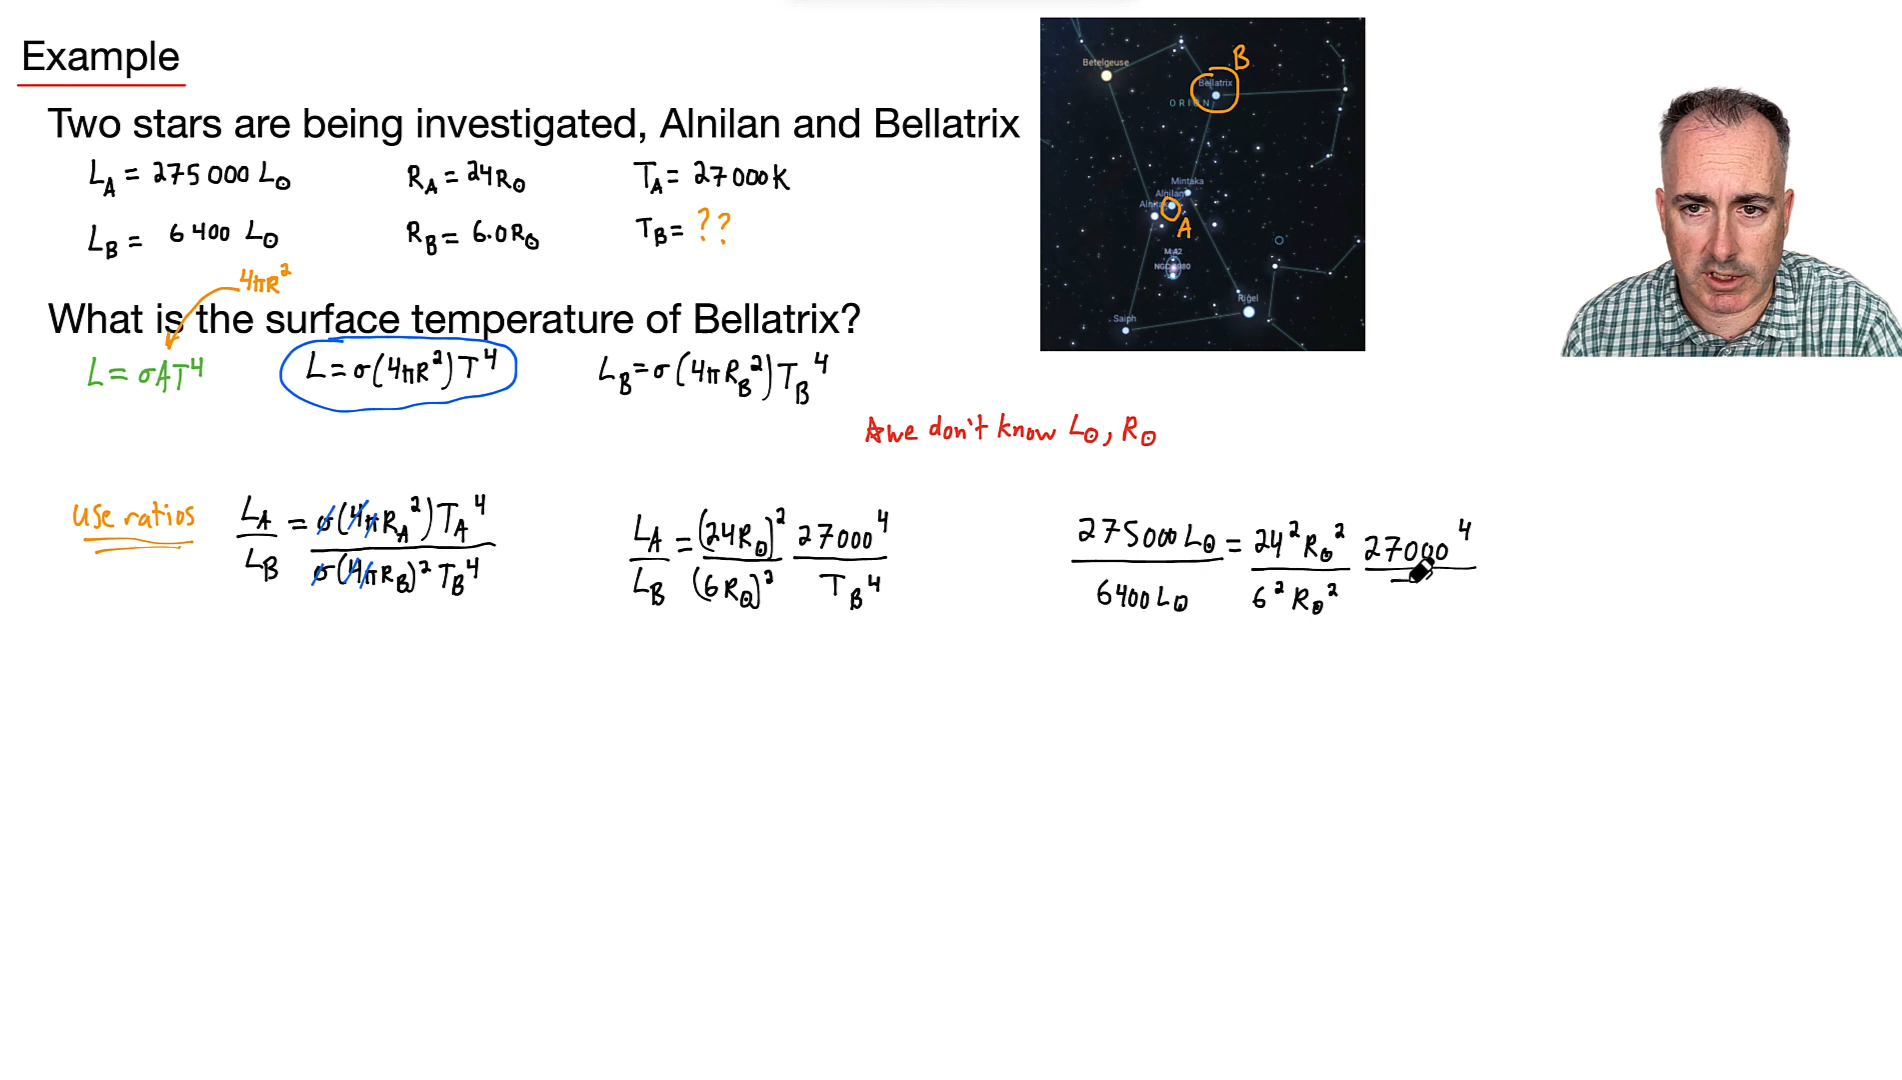 Example
Two stars are being investigated, Alnilan and Bellatrix
L_A = 275 000 L☉ R_A = 24R☉ T_A = 27 000K
L_B = 6 400 L☉ R_B = 6.0R☉ T_B = ??
4πR²
What is the surface temperature of Bellatrix?
L = σAT⁴ L = σ(4πR²)T⁴ L_B = σ(4πR_B²)T_B⁴
☆we don't know L☉, R☉
use ratios
L_A/L_B = σ(4πR_A²)T_A⁴/σ(4πR_B)²T_B⁴
L_A/L_B = (24R☉)²/(6R☉)² 27000⁴/T_B⁴
275000L☉/6400L☉ = 24²R☉²/6²R☉² 27000⁴
B
Betelgeuse
Bellatrix
ORION
Mintaka
Alnilan
A
M42
Rigel
Saiph